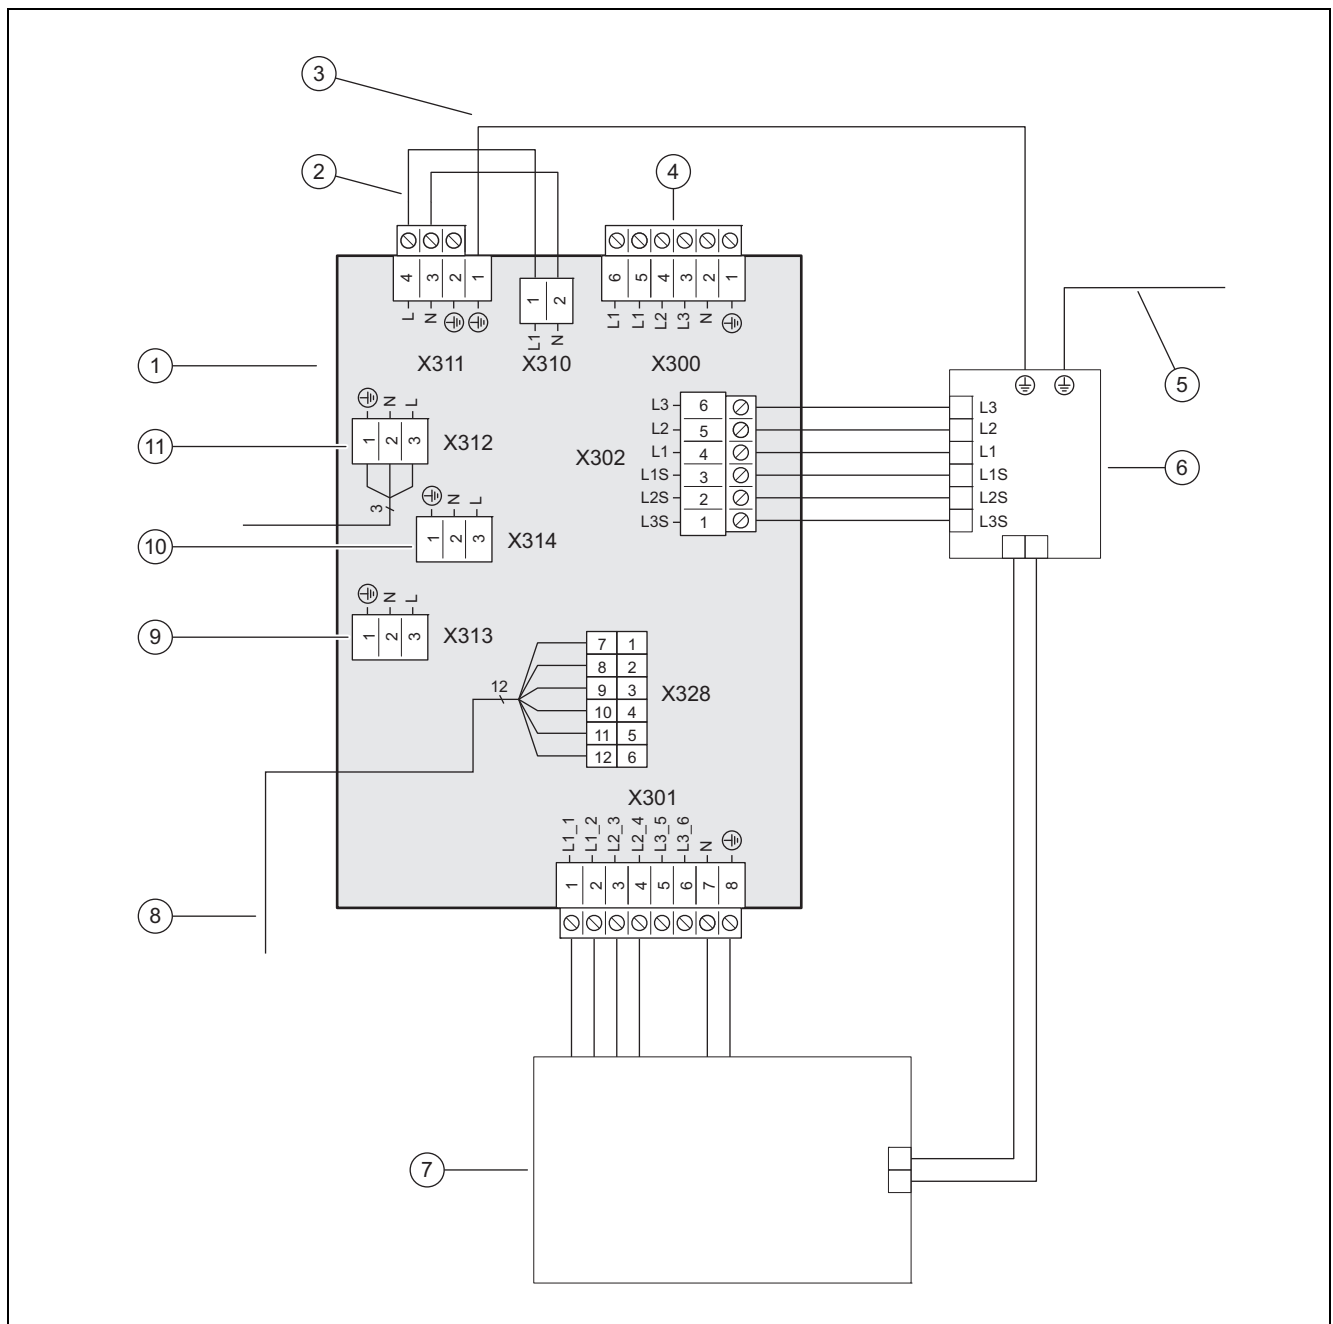 3
2
4
4 3 2 1
L N
X311
1 2
L1 N
X310
6 5 4 3 2 1
L1 L1 L2 L3 N
X300
1
5
N L
1 2 3
X312
11
3
X302
L3 6
L2 5
L1 4
L1S 3
L2S 2
L3S 1
L3
L2
L1
L1S
L2S
L3S
6
N L
1 2 3
X314
10
N L
1 2 3
X313
9
12
7 1
8 2
9 3
10 4
11 5
12 6
X328
X301
L1_1 L1_2 L2_3 L2_4 L3_5 L3_6 N
1 2 3 4 5 6 7 8
8
7